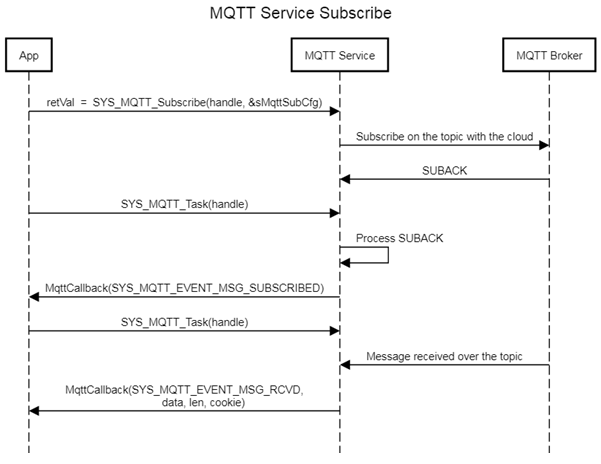 MQTT Service Subscribe
App
MQTT Service
MQTT Broker
retVal = SYS_MQTT_Subscribe(handle, &sMqttSubCfg)
Subscribe on the topic with the cloud
SUBACK
SYS_MQTT_Task(handle)
Process SUBACK
MqttCallback(SYS_MQTT_EVENT_MSG_SUBSCRIBED)
SYS_MQTT_Task(handle)
Message received over the topic
MqttCallback(SYS_MQTT_EVENT_MSG_RCVD,
data, len, cookie)